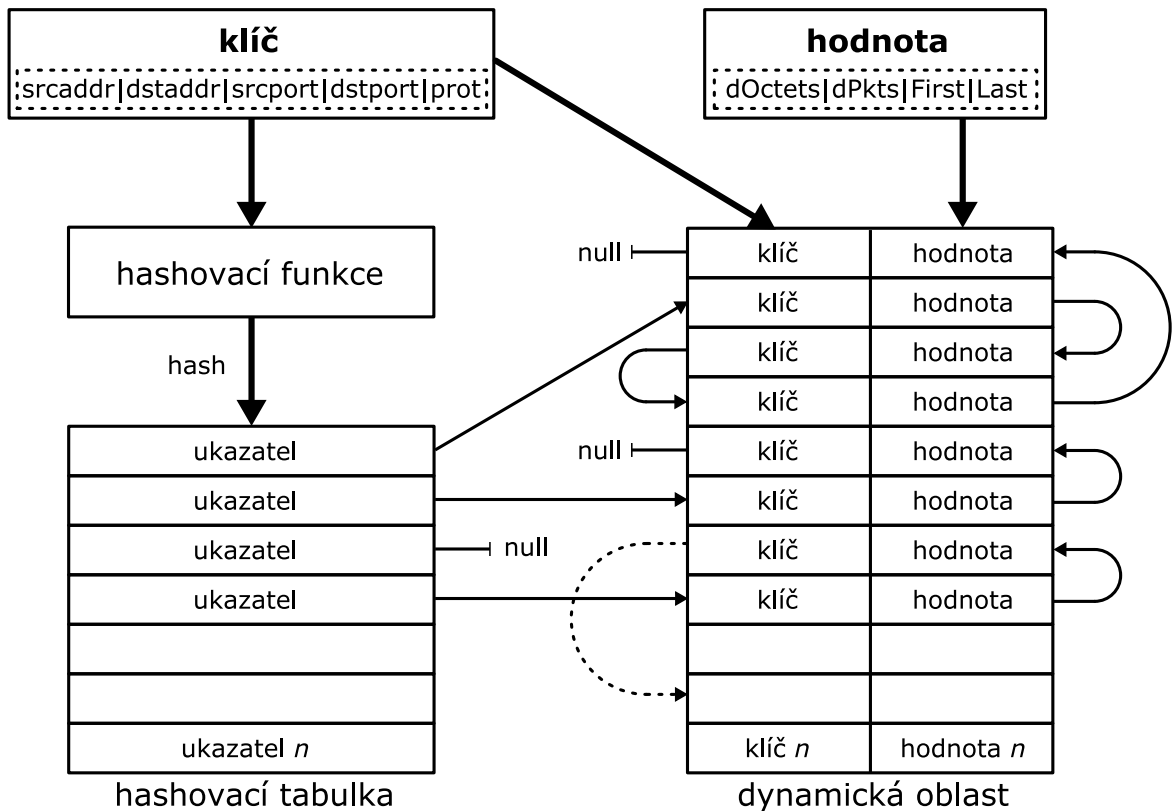 klíč
srcaddr|dstaddr|srcport|dstport|prot
hodnota
dOctets|dPkts|First|Last
hashovací funkce
hash
ukazatel
ukazatel
ukazatel
ukazatel
ukazatel n
hashovací tabulka
null
null
null
klíč hodnota
klíč hodnota
klíč hodnota
klíč hodnota
klíč hodnota
klíč hodnota
klíč hodnota
klíč hodnota
klíč n hodnota n
dynamická oblast